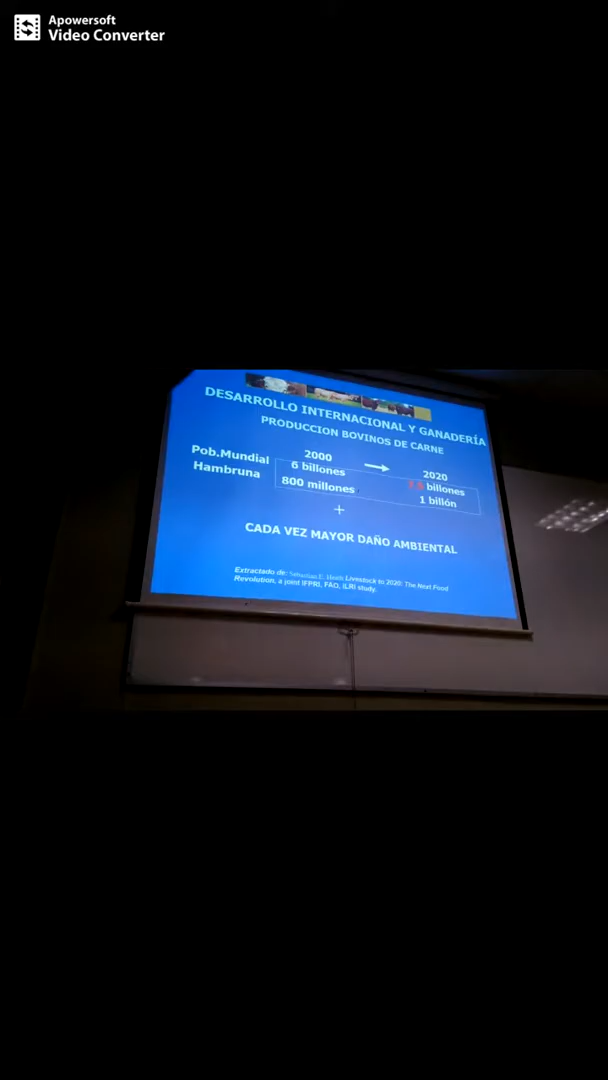 Apowersoft
Video Converter
DESARROLLO INTERNACIONAL Y GANADERÍA
PRODUCCION BOVINOS DE CARNE
2000
2020
Pob.Mundial 6 billones billones
Hambruna 800 millones 1 billón
+
CADA VEZ MAYOR DAÑO AMBIENTAL
Extractado de: Sebastian E. Livestock to 2020: The Next Food
Revolution, a joint IFPRI, FAO, ILRI study.